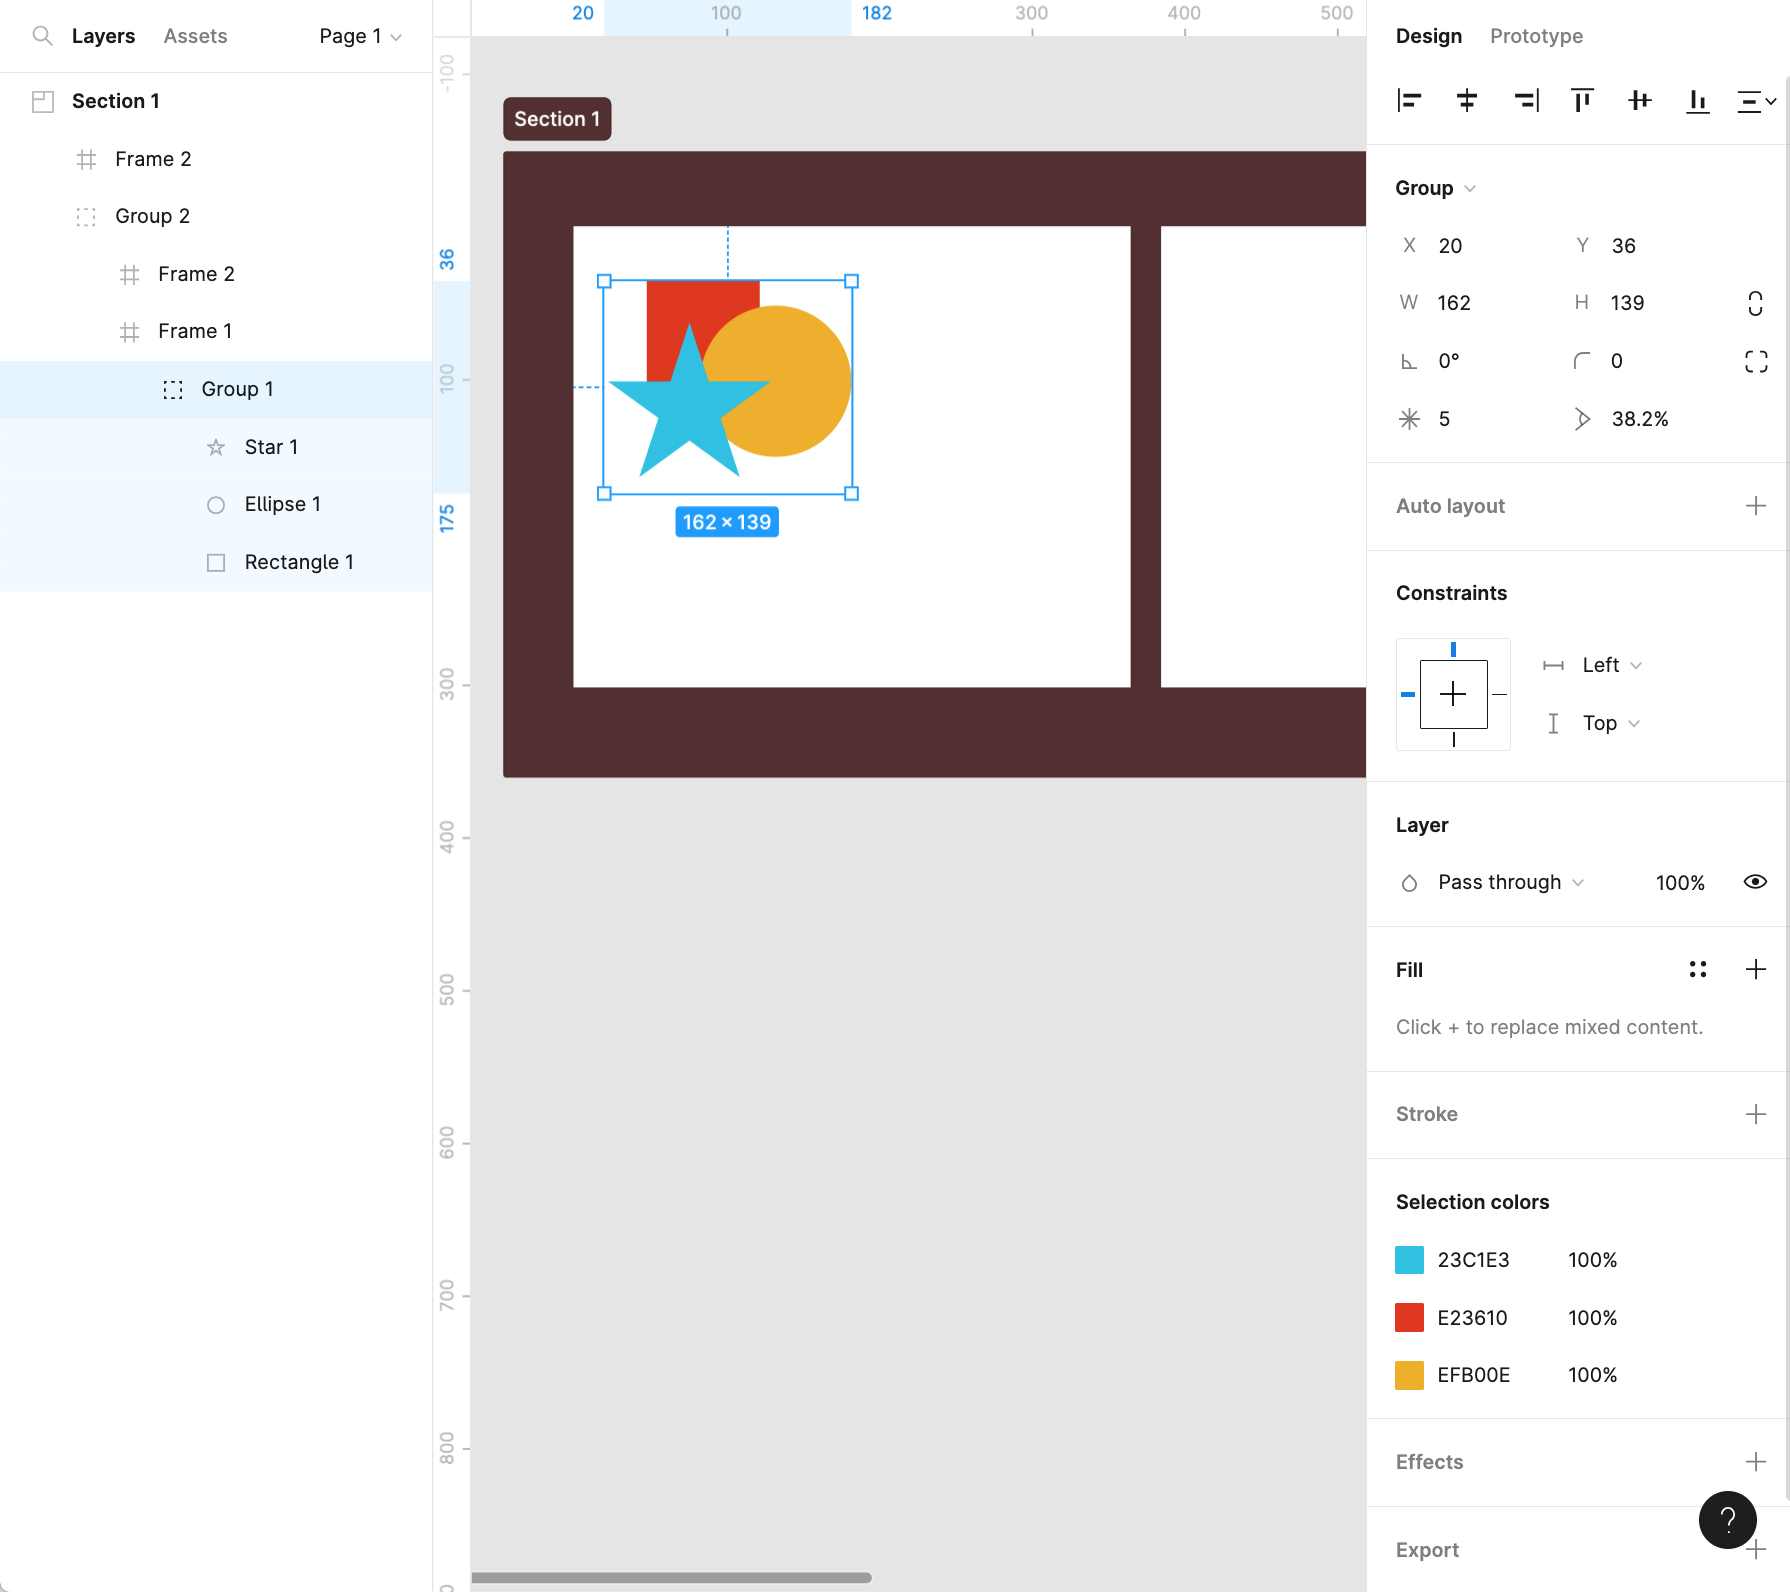 Layers Assets Page 1
Section 1
Frame 2
Group 2
Frame 2
Frame 1
Group 1
Star 1
Ellipse 1
Rectangle 1
20 100 182 300 400 500
-100
36
100
175
300
400
500
600
700
800
Section 1
162 × 139
Design Prototype
Group
X 20 Y 36
W 162 H 139
0° 0
5 38.2%
Auto layout
Constraints
Left
Top
Layer
Pass through 100%
Fill
Click + to replace mixed content.
Stroke
Selection colors
23C1E3 100%
E23610 100%
EFB00E 100%
Effects
?
Export